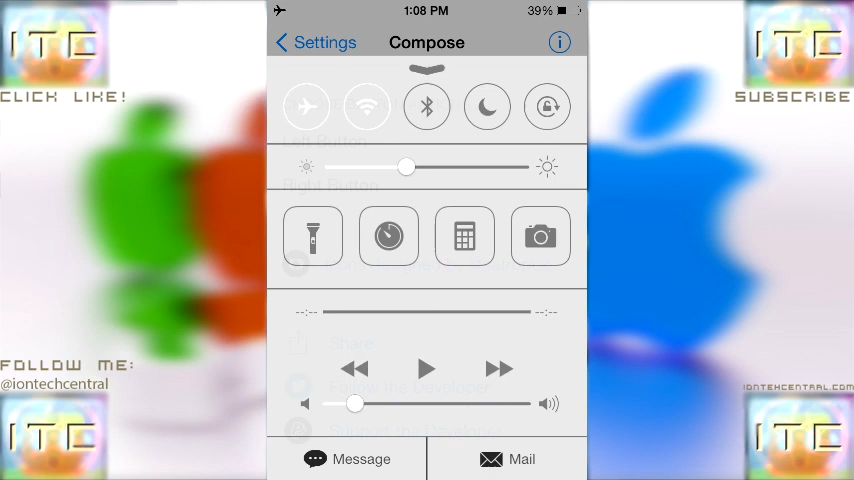 ITC
ITC
CLICK LIKE!
SUBSCRIBE
1:08 PM
39%
Settings
Compose
Left Button
Right Button
--:--
--:--
Share
Follow the Developer
Support the Developer
Message
Mail
FOLLOW ME:
@iontechcentral
IONTECHCENTRAL.COM
ITC
ITC